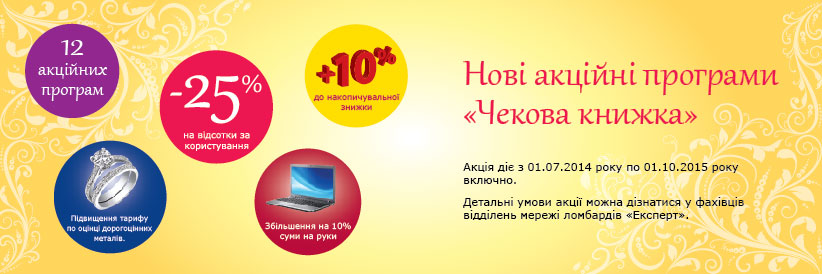 12
акційних
програм
-25%
на відсотки за
користування
+10%
до накопичувальної
знижки
Підвищення тарифу
по оцінці дорогоцінних
металів.
Збільшення на 10%
суми на руки
Нові акційні програми
«Чекова книжка»
Акція діє з 01.07.2014 року по 01.10.2015 року
включно.
Детальні умови акції можна дізнатися у фахівців
відділень мережі ломбардів «Експерт».